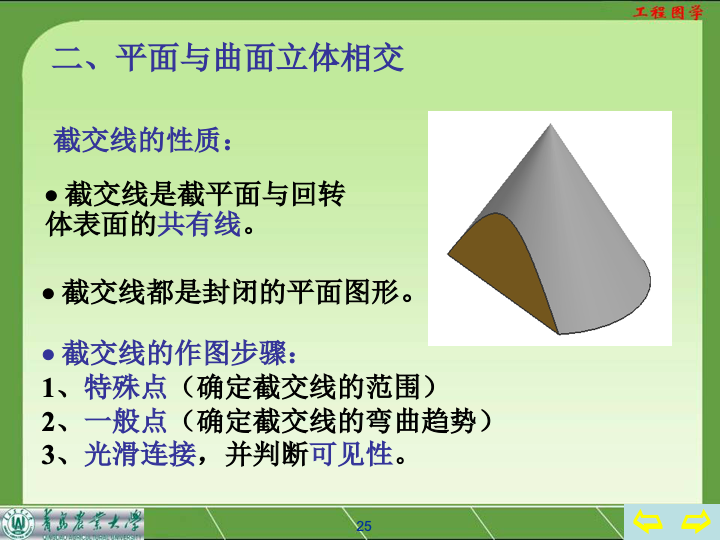 工程图学
二、平面与曲面立体相交
截交线的性质：
● 截交线是截平面与回转
体表面的共有线。
● 截交线都是封闭的平面图形。
● 截交线的作图步骤：
1、特殊点（确定截交线的范围）
2、一般点（确定截交线的弯曲趋势）
3、光滑连接，并判断可见性。
青岛农业大学
25